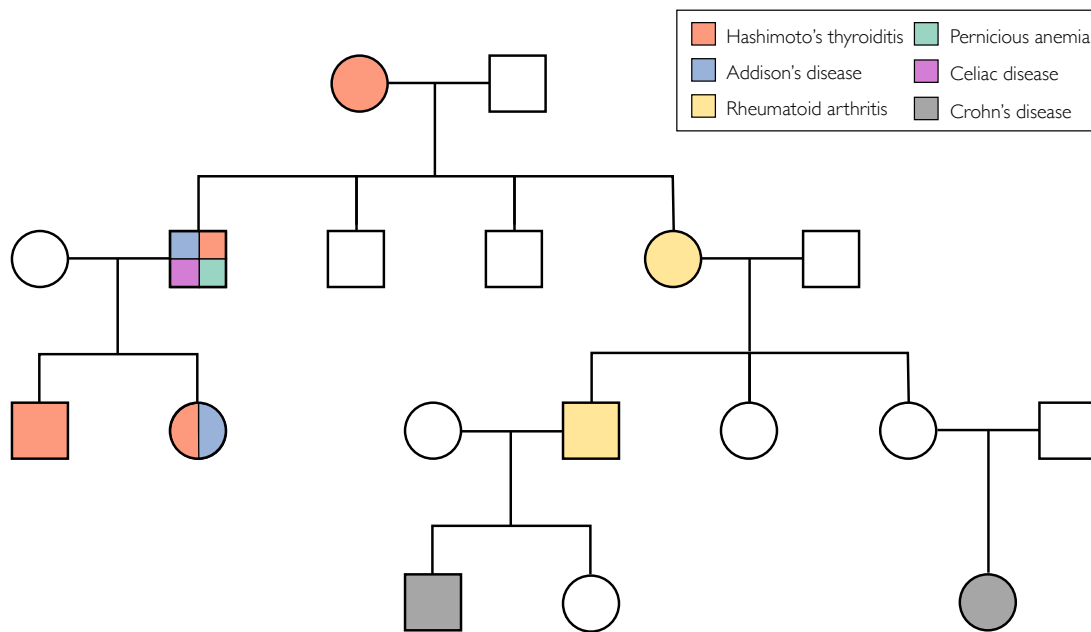 Hashimoto’s thyroiditis
Pernicious anemia
Addison’s disease
Celiac disease
Rheumatoid arthritis
Crohn’s disease